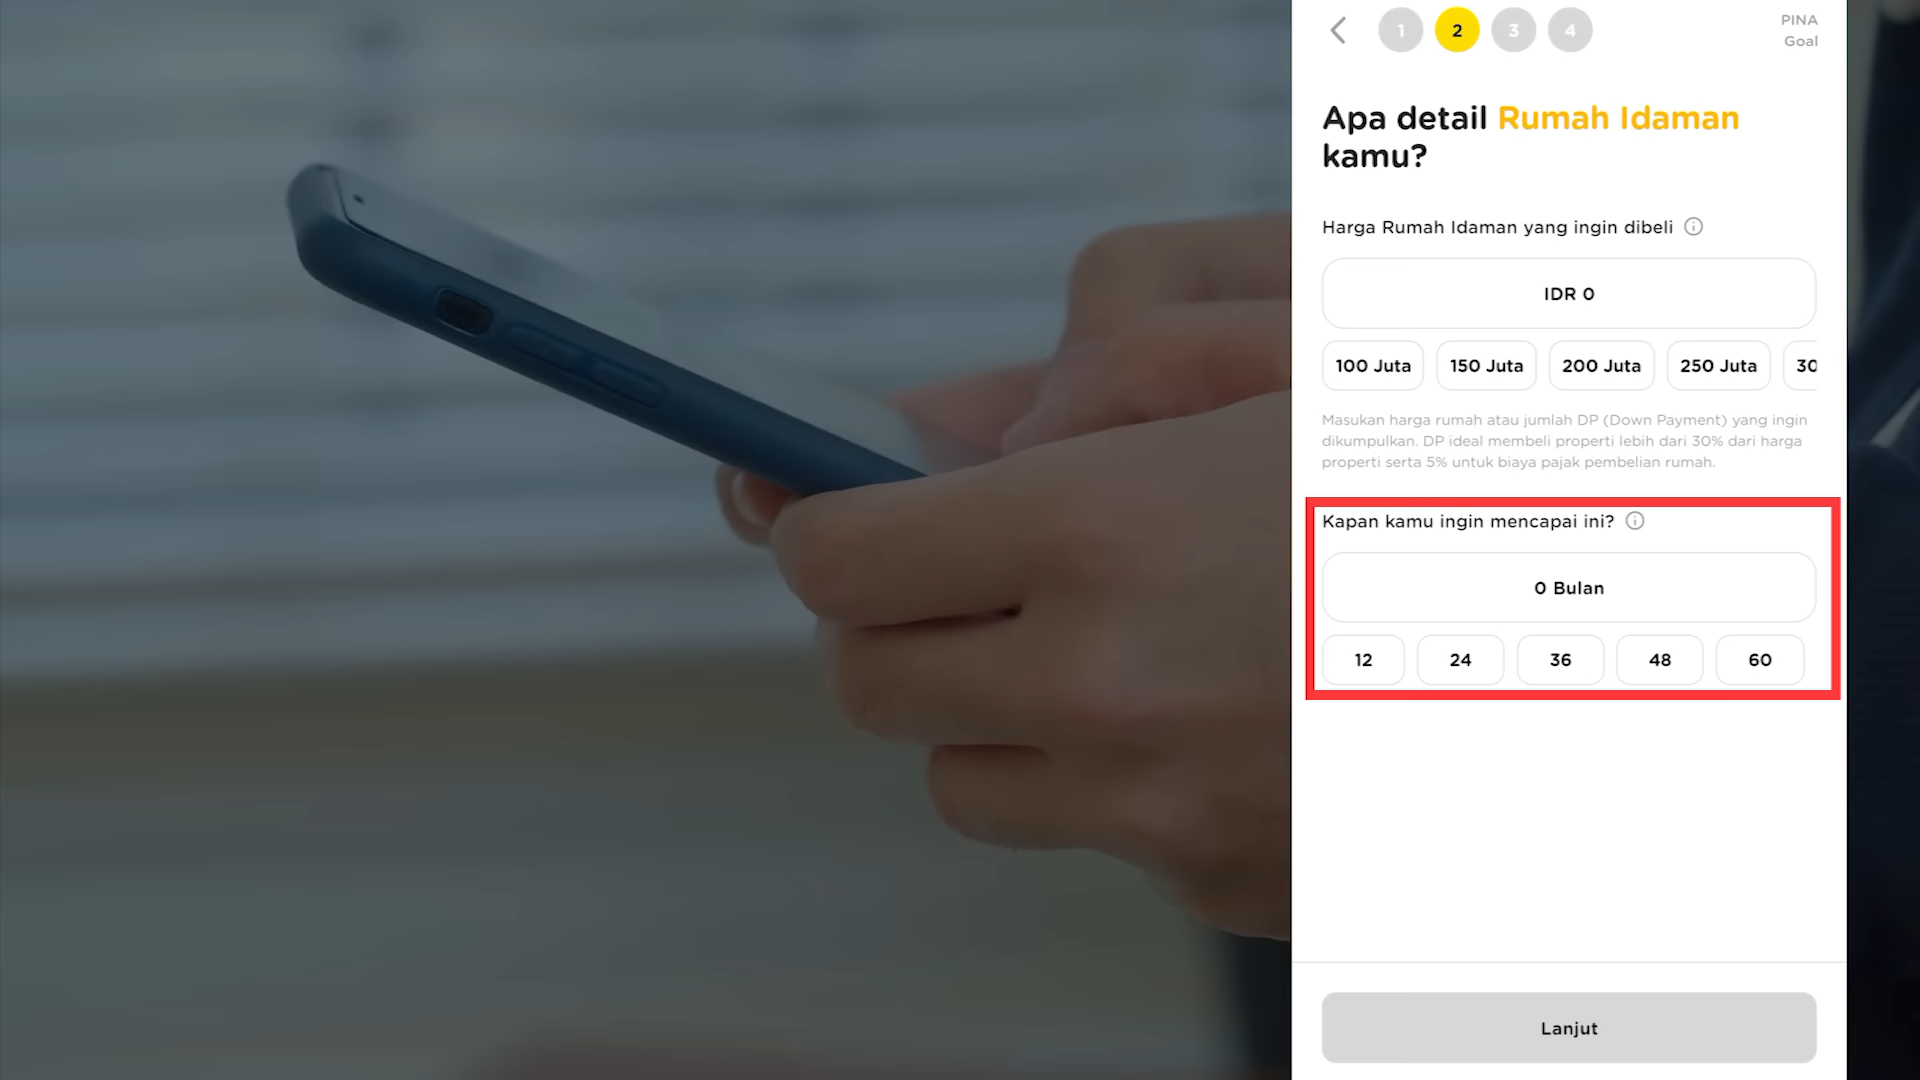 1 2 3 4
PINA
Goal
Apa detail Rumah Idaman
kamu?
Harga Rumah Idaman yang ingin dibeli
IDR 0
100 Juta 150 Juta 200 Juta 250 Juta 30
Masukan harga rumah atau jumlah DP (Down Payment) yang ingin
dikumpulkan. DP ideal membeli properti lebih dari 30% dari harga
properti serta 5% untuk biaya pajak pembelian rumah.
Kapan kamu ingin mencapai ini?
0 Bulan
12 24 36 48 60
Lanjut